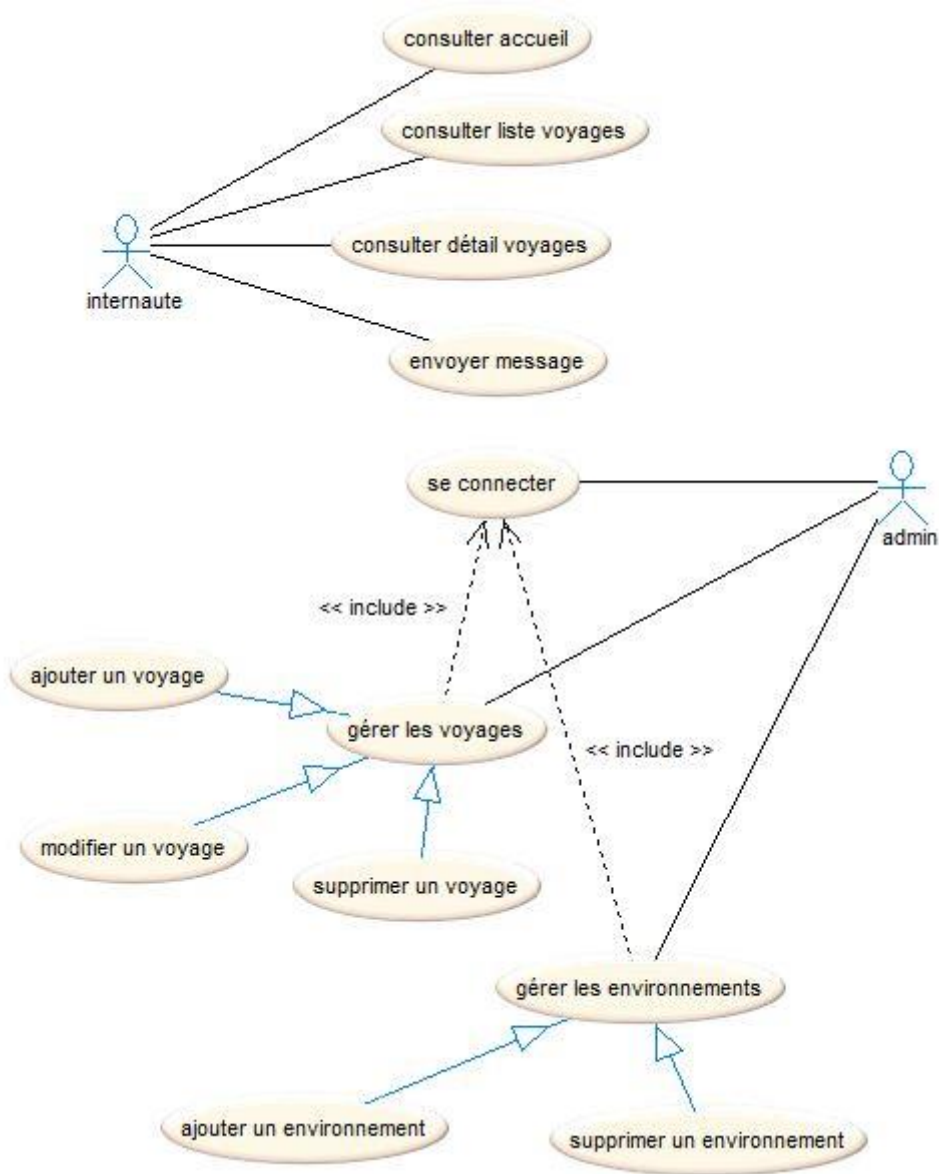 consulter accueil
consulter liste voyages
consulter détail voyages
internaute
envoyer message
se connecter
admin
<< include >>
ajouter un voyage
gérer les voyages
<< include >>
modifier un voyage
supprimer un voyage
gérer les environnements
ajouter un environnement
supprimer un environnement